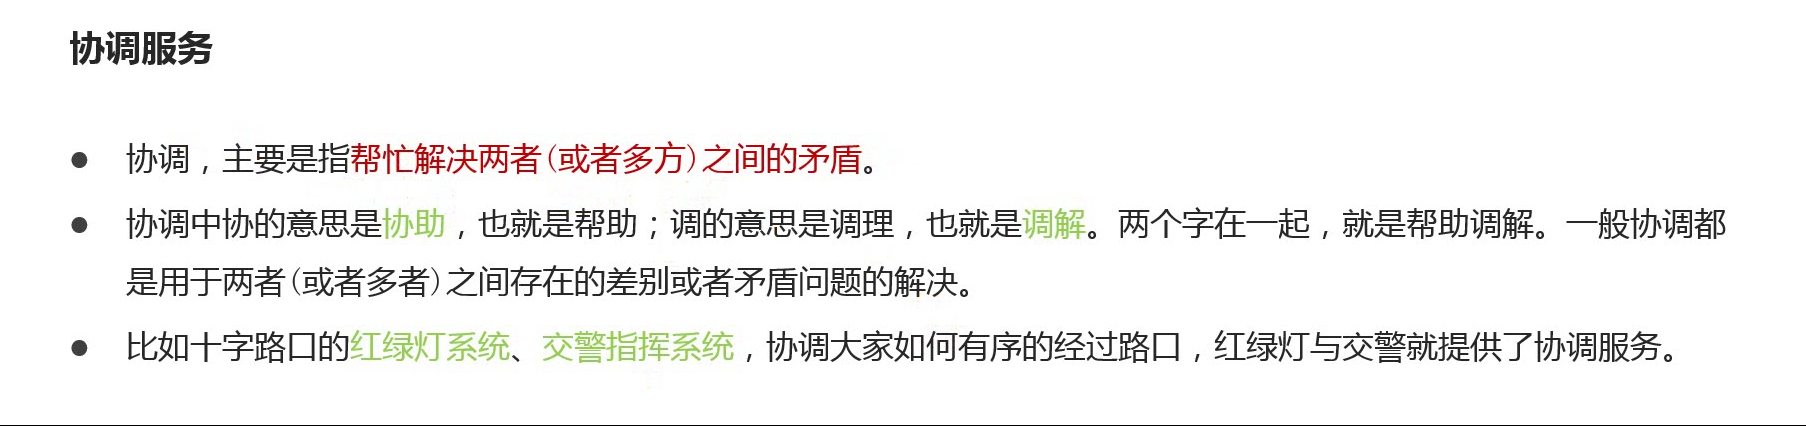 协调服务
● 协调，主要是指帮忙解决两者(或者多方)之间的矛盾。
● 协调中协的意思是协助，也就是帮助；调的意思是调理，也就是调解。两个字在一起，就是帮助调解。一般协调都
是用于两者(或者多者)之间存在的差别或者矛盾问题的解决。
● 比如十字路口的红绿灯系统、交警指挥系统，协调大家如何有序的经过路口，红绿灯与交警就提供了协调服务。